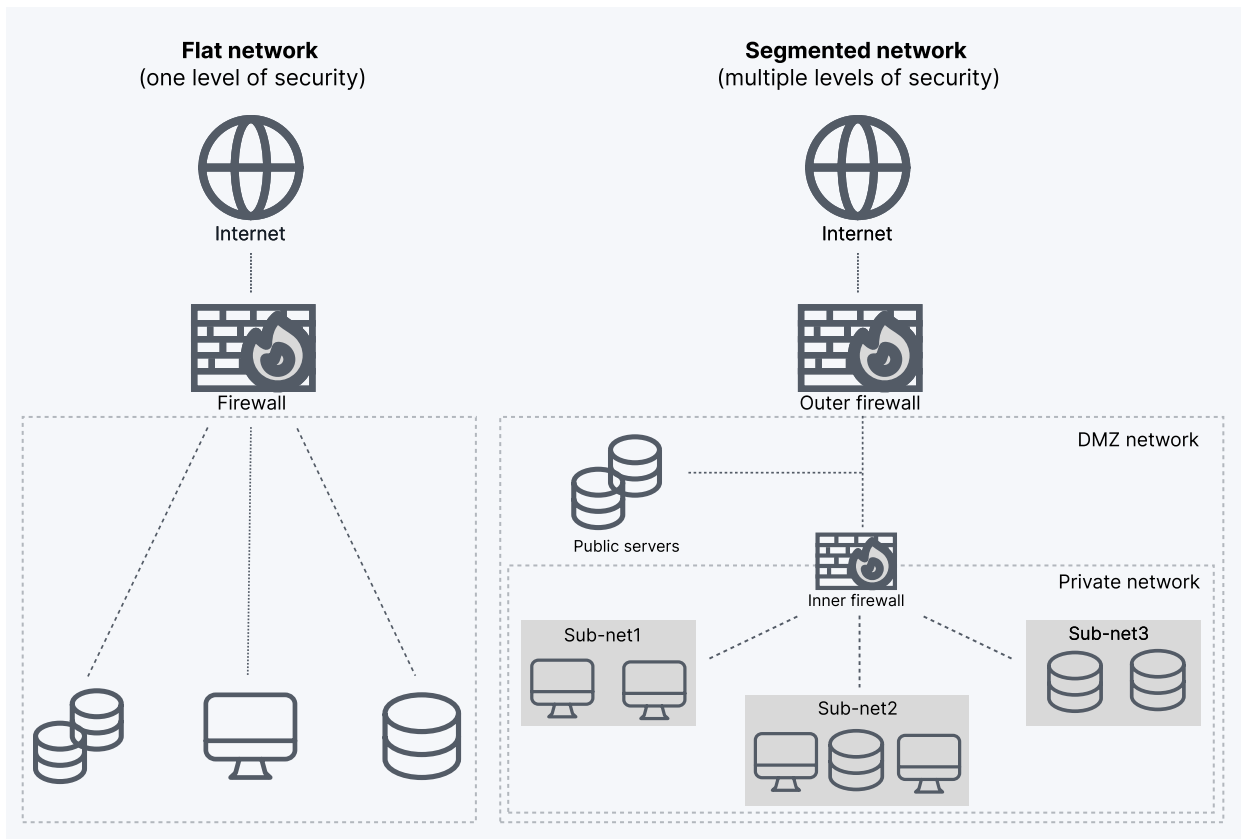 Flat network
(one level of security)
Internet
Firewall
Segmented network
(multiple levels of security)
Internet
Outer firewall
DMZ network
Public servers
Inner firewall
Private network
Sub-net1
Sub-net2
Sub-net3